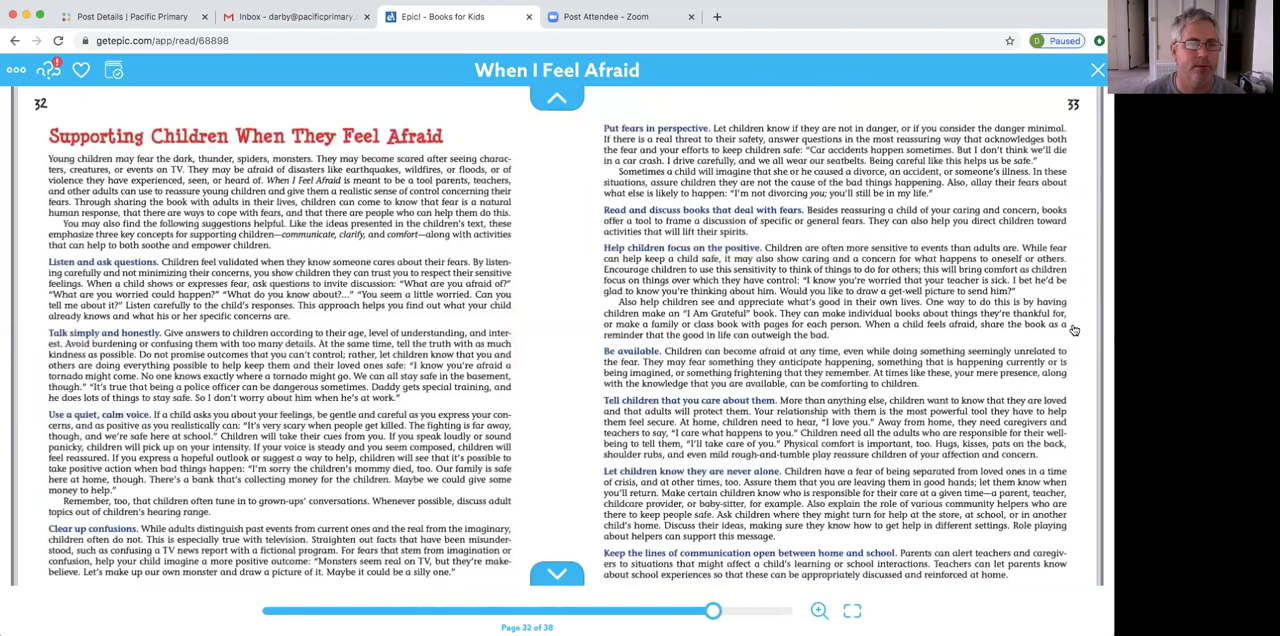 Post Details | Pacific Primary
Inbox - darby@pacificprimary.
Epic! - Books for Kids
Post Attendee - Zoom
getepic.com/app/read/68898
D
Paused
When I Feel Afraid
32
33
Supporting Children When They Feel Afraid
Young children may fear the dark, thunder, spiders, monsters. They may become scared after seeing charac-
ters, creatures, or events on TV. They may be afraid of disasters like earthquakes, wildfires, or floods, or of
violence they have experienced, seen, or heard of. When I Feel Afraid is meant to be a tool parents, teachers,
and other adults can use to reassure young children and give them a realistic sense of control concerning their
fears. Through sharing the book with adults in their lives, children can come to know that fear is a natural
human response, that there are ways to cope with fears, and that there are people who can help them do this.
You may also find the following suggestions helpful. Like the ideas presented in the children's text, these
emphasize three key concepts for supporting children—communicate, clarify, and comfort—along with activities
that can help to both soothe and empower children.
Listen and ask questions. Children feel validated when they know someone cares about their fears. By listen-
ing carefully and not minimizing their concerns, you show children they can trust you to respect their sensitive
feelings. When a child shows or expresses fear, ask questions to invite discussion: "What are you afraid of?"
"What are you worried could happen?" "What do you know about?..." "You seem a little worried. Can you
tell me about it?" Listen carefully to the child's responses. This approach helps you find out what your child
already knows and what his or her specific concerns are.
Talk simply and honestly. Give answers to children according to their age, level of understanding, and inter-
est. Avoid burdening or confusing them with too many details. At the same time, tell the truth with as much
kindness as possible. Do not promise outcomes that you can't control; rather, let children know that you and
others are doing everything possible to help keep them and their loved ones safe: "I know you're afraid a
tornado might come. No one knows exactly where a tornado might go. We can all stay safe in the basement,
though." "It's true that being a police officer can be dangerous sometimes. Daddy gets special training, and
he does lots of things to stay safe. So I don't worry about him when he's at work."
Use a quiet, calm voice. If a child asks you about your feelings, be gentle and careful as you express your con-
cerns, and as positive as you realistically can: "It's very scary when people get killed. The fighting is far away,
though, and we're safe here at school." Children will take their cues from you. If you speak loudly or sound
panicky, children will pick up on your intensity. If your voice is steady and you seem composed, children will
feel reassured. If you express a hopeful outlook or suggest a way to help, children will see that it's possible to
take positive action when bad things happen: "I'm sorry the children's mommy died, too. Our family is safe
here at home, though. There's a bank that's collecting money for the children. Maybe we could give some
money to help."
Remember, too, that children often tune in to grown-ups' conversations. Whenever possible, discuss adult
topics out of children's hearing range.
Clear up confusions. While adults distinguish past events from current ones and the real from the imaginary,
children often do not. This is especially true with television. Straighten out facts that have been misunder-
stood, such as confusing a TV news report with a fictional program. For fears that stem from imagination or
confusion, help your child imagine a more positive outcome: "Monsters seem real on TV, but they're make-
believe. Let's make up our own monster and draw a picture of it. Maybe it could be a silly one."
Put fears in perspective. Let children know if they are not in danger, or if you consider the danger minimal.
If there is a real threat to their safety, answer questions in the most reassuring way that acknowledges both
the fear and your efforts to keep children safe: "Car accidents happen sometimes. But I don't think we'll die
in a car crash. I drive carefully, and we all wear our seatbelts. Being careful like this helps us be safe."
Sometimes a child will imagine that she or he caused a divorce, an accident, or someone's illness. In these
situations, assure children they are not the cause of the bad things happening. Also, allay their fears about
what else is likely to happen: "I'm not divorcing you; you'll still be in my life."
Read and discuss books that deal with fears. Besides reassuring a child of your caring and concern, books
offer a tool to frame a discussion of specific or general fears. They can also help you direct children toward
activities that will lift their spirits.
Help children focus on the positive. Children are often more sensitive to events than adults are. While fear
can help keep a child safe, it may also show caring and a concern for what happens to oneself or others.
Encourage children to use this sensitivity to think of things to do for others; this will bring comfort as children
focus on things over which they have control: "I know you're worried that your teacher is sick. I bet he'd be
glad to know you're thinking about him. Would you like to draw a get-well picture to send him?"
Also help children see and appreciate what's good in their own lives. One way to do this is by having
children make an "I Am Grateful" book. They can make individual books about things they're thankful for,
or make a family or class book with pages for each person. When a child feels afraid, share the book as a
reminder that the good in life can outweigh the bad.
Be available. Children can become afraid at any time, even while doing something seemingly unrelated to
the fear. They may fear something they anticipate happening, something that is happening currently or is
being imagined, or something frightening that they remember. At times like these, your mere presence, along
with the knowledge that you are available, can be comforting to children.
Tell children that you care about them. More than anything else, children want to know that they are loved
and that adults will protect them. Your relationship with them is the most powerful tool they have to help
them feel secure. At home, children need to hear, "I love you." Away from home, they need caregivers and
teachers to say, "I care what happens to you." Children need all the adults who are responsible for their well-
being to tell them, "I'll take care of you." Physical comfort is important, too. Hugs, kisses, pats on the back,
shoulder rubs, and even mild rough-and-tumble play reassure children of your affection and concern.
Let children know they are never alone. Children have a fear of being separated from loved ones in a time
of crisis, and at other times, too. Assure them that you are leaving them in good hands; let them know when
you'll return. Make certain children know who is responsible for their care at a given time—a parent, teacher,
childcare provider, or baby-sitter, for example. Also explain the role of various community helpers who are
there to keep people safe. Ask children where they might turn for help at the store, at school, or in another
child's home. Discuss their ideas, making sure they know how to get help in different settings. Role playing
about helpers can support this message.
Keep the lines of communication open between home and school. Parents can alert teachers and caregiv-
ers to situations that might affect a child's learning or school interactions. Teachers can let parents know
about school experiences so that these can be appropriately discussed and reinforced at home.
Page 32 of 38